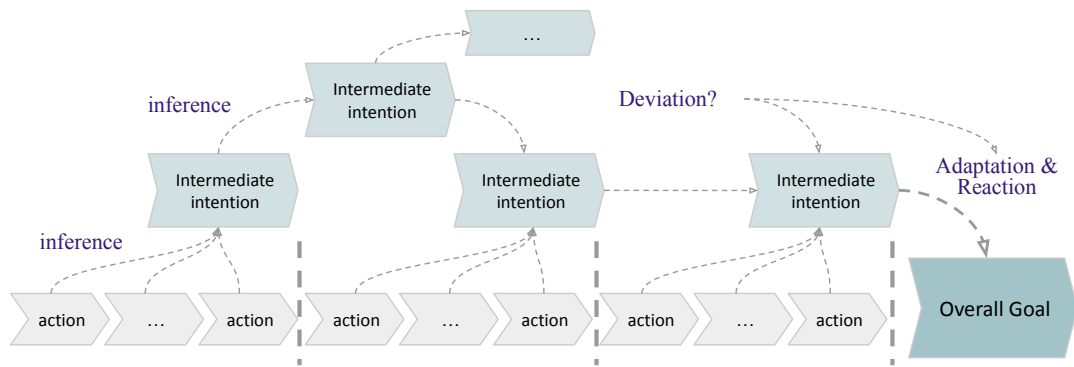 ...
Intermediate
intention
inference
Deviation?
Intermediate
intention
Intermediate
intention
Intermediate
intention
Adaptation &
Reaction
inference
action
...
action
action
...
action
action
...
action
Overall Goal